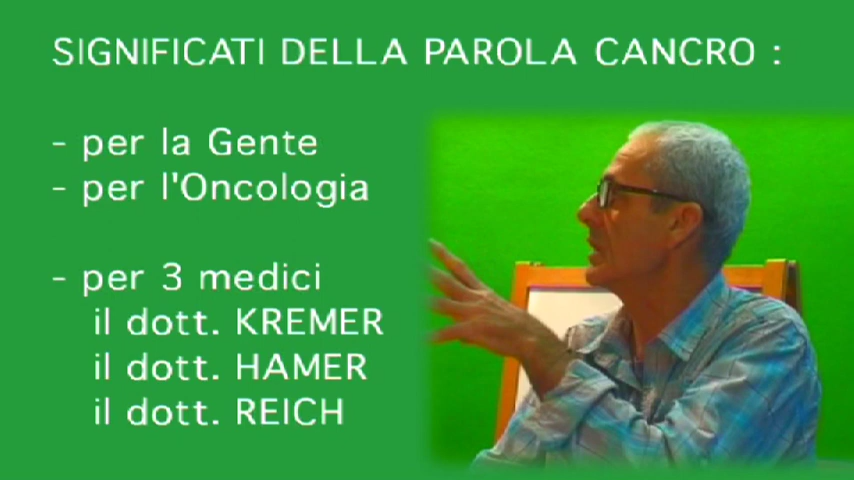 SIGNIFICATI DELLA PAROLA CANCRO :
- per la Gente
- per l'Oncologia
- per 3 medici
il dott. KREMER
il dott. HAMER
il dott. REICH